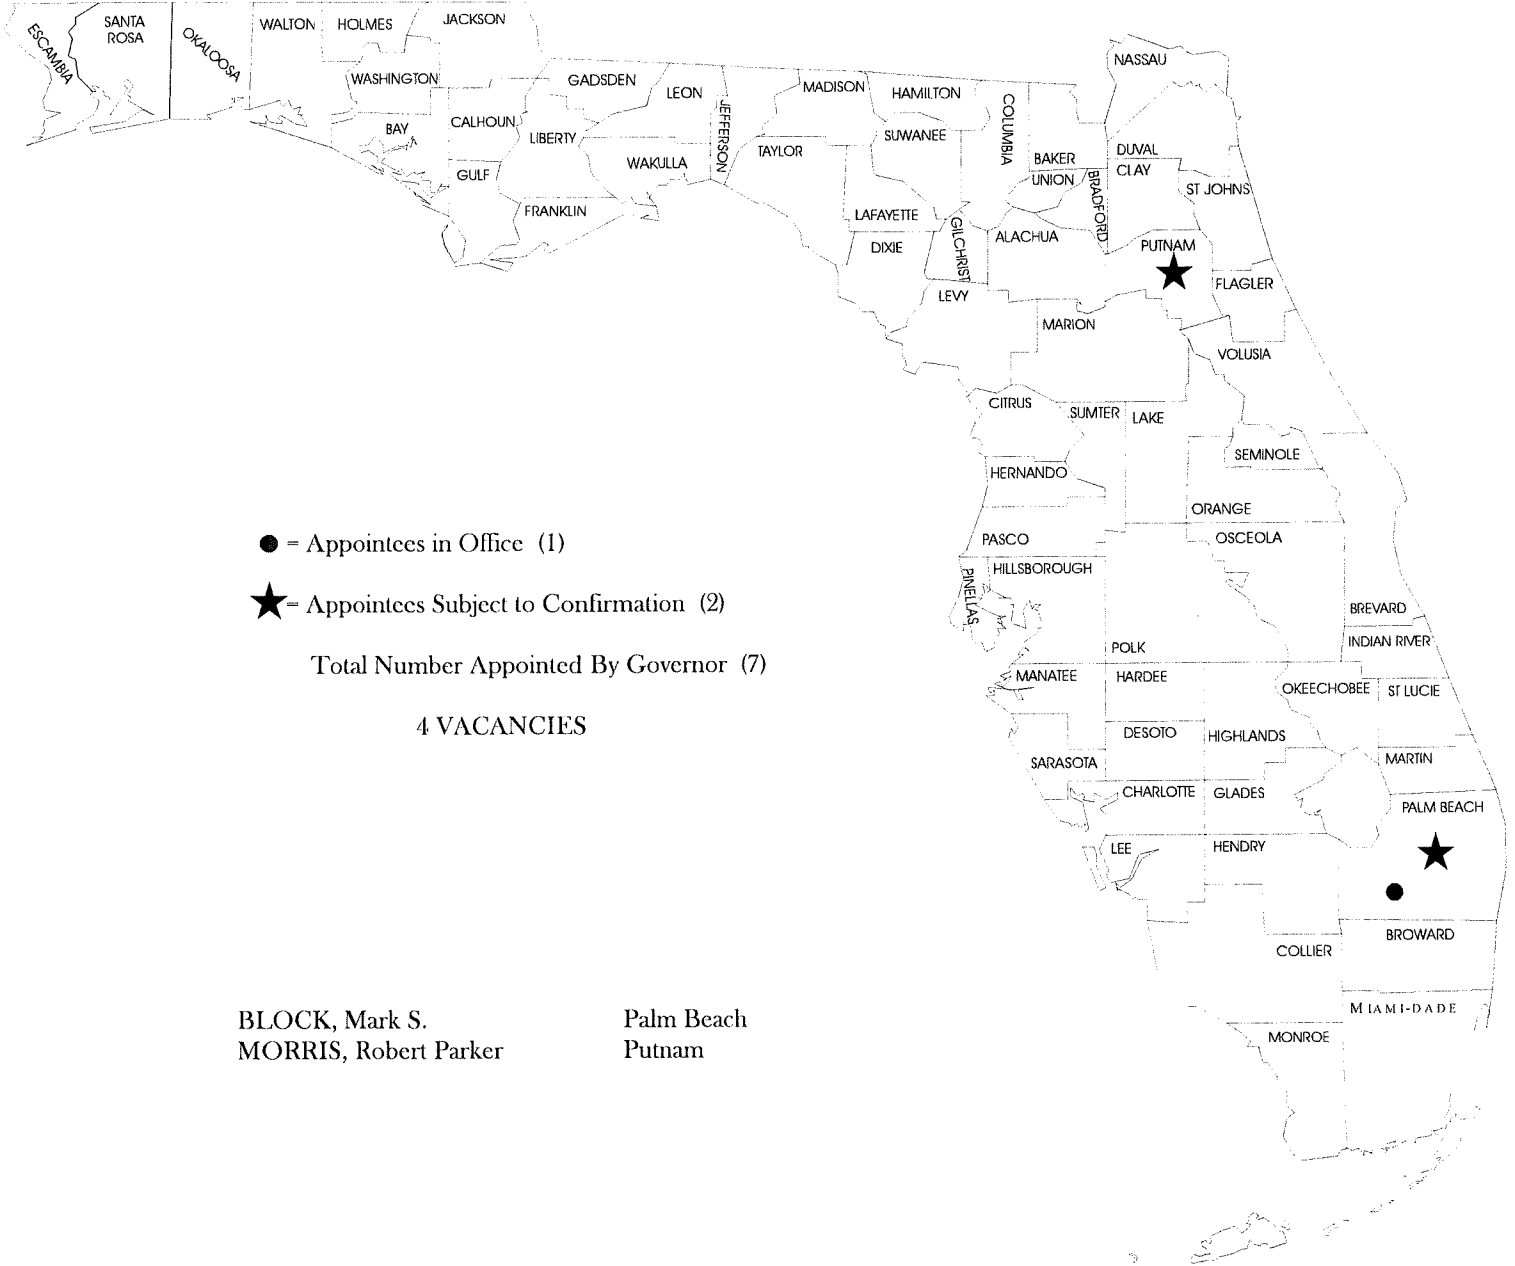 ESCAMBIA
SANTA
ROSA
OKALOOSA
WALTON
HOLMES
JACKSON
WASHINGTON
BAY
CALHOUN
GULF
GADSDEN
LIBERTY
FRANKLIN
LEON
WAKULLA
JEFFERSON
MADISON
TAYLOR
HAMILTON
SUWANEE
LAFAYETTE
DIXIE
COLUMBIA
GILCHRIST
BAKER
UNION
BRADFORD
ALACHUA
LEVY
NASSAU
DUVAL
CLAY
ST JOHNS
PUTNAM
FLAGLER
MARION
VOLUSIA
CITRUS
SUMTER
LAKE
SEMINOLE
HERNANDO
ORANGE
PASCO
OSCEOLA
HILLSBOROUGH
PINELLAS
BREVARD
INDIAN RIVER
POLK
MANATEE
HARDEE
OKEECHOBEE
ST LUCIE
DESOTO
HIGHLANDS
SARASOTA
MARTIN
CHARLOTTE
GLADES
PALM BEACH
LEE
HENDRY
BROWARD
COLLIER
MIAMI-DADE
MONROE
= Appointees in Office (1)
= Appointees Subject to Confirmation (2)
Total Number Appointed By Governor (7)
4 VACANCIES
BLOCK, Mark S. Palm Beach
MORRIS, Robert Parker Putnam